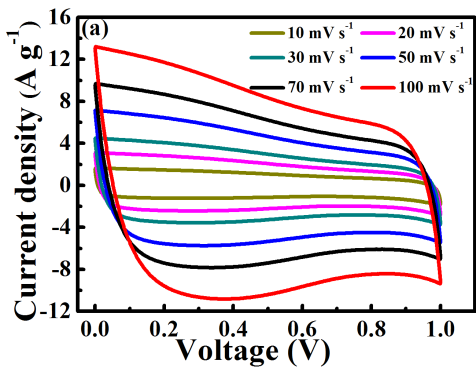 (a)
10 mV s⁻¹ 20 mV s⁻¹
30 mV s⁻¹ 50 mV s⁻¹
70 mV s⁻¹ 100 mV s⁻¹
Current density (A g⁻¹)
16
12
8
4
0
-4
-8
-12
0.0 0.2 0.4 0.6 0.8 1.0
Voltage (V)